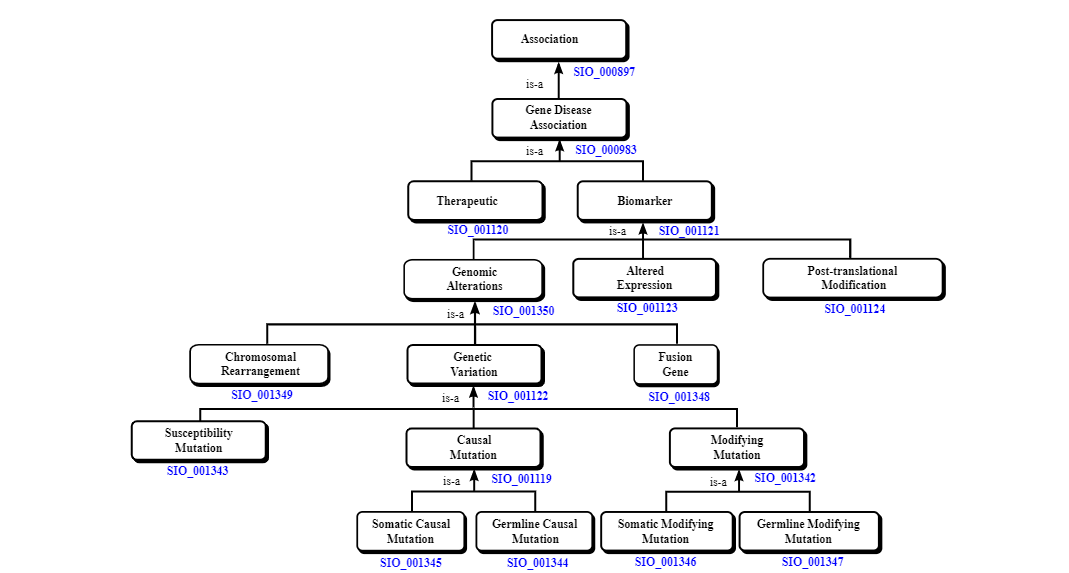 Association
SIO_000897
is-a
Gene Disease
Association
SIO_000983
is-a
Therapeutic
Biomarker
SIO_001120
is-a
SIO_001121
Genomic
Alterations
Altered
Expression
Post-translational
Modification
SIO_001350
SIO_001123
SIO_001124
is-a
Chromosomal
Rearrangement
Genetic
Variation
Fusion
Gene
SIO_001349
SIO_001122
SIO_001348
is-a
Susceptibility
Mutation
Causal
Mutation
Modifying
Mutation
SIO_001343
SIO_001119
SIO_001342
is-a
is-a
Somatic Causal
Mutation
Germline Causal
Mutation
Somatic Modifying
Mutation
Germline Modifying
Mutation
SIO_001345
SIO_001344
SIO_001346
SIO_001347